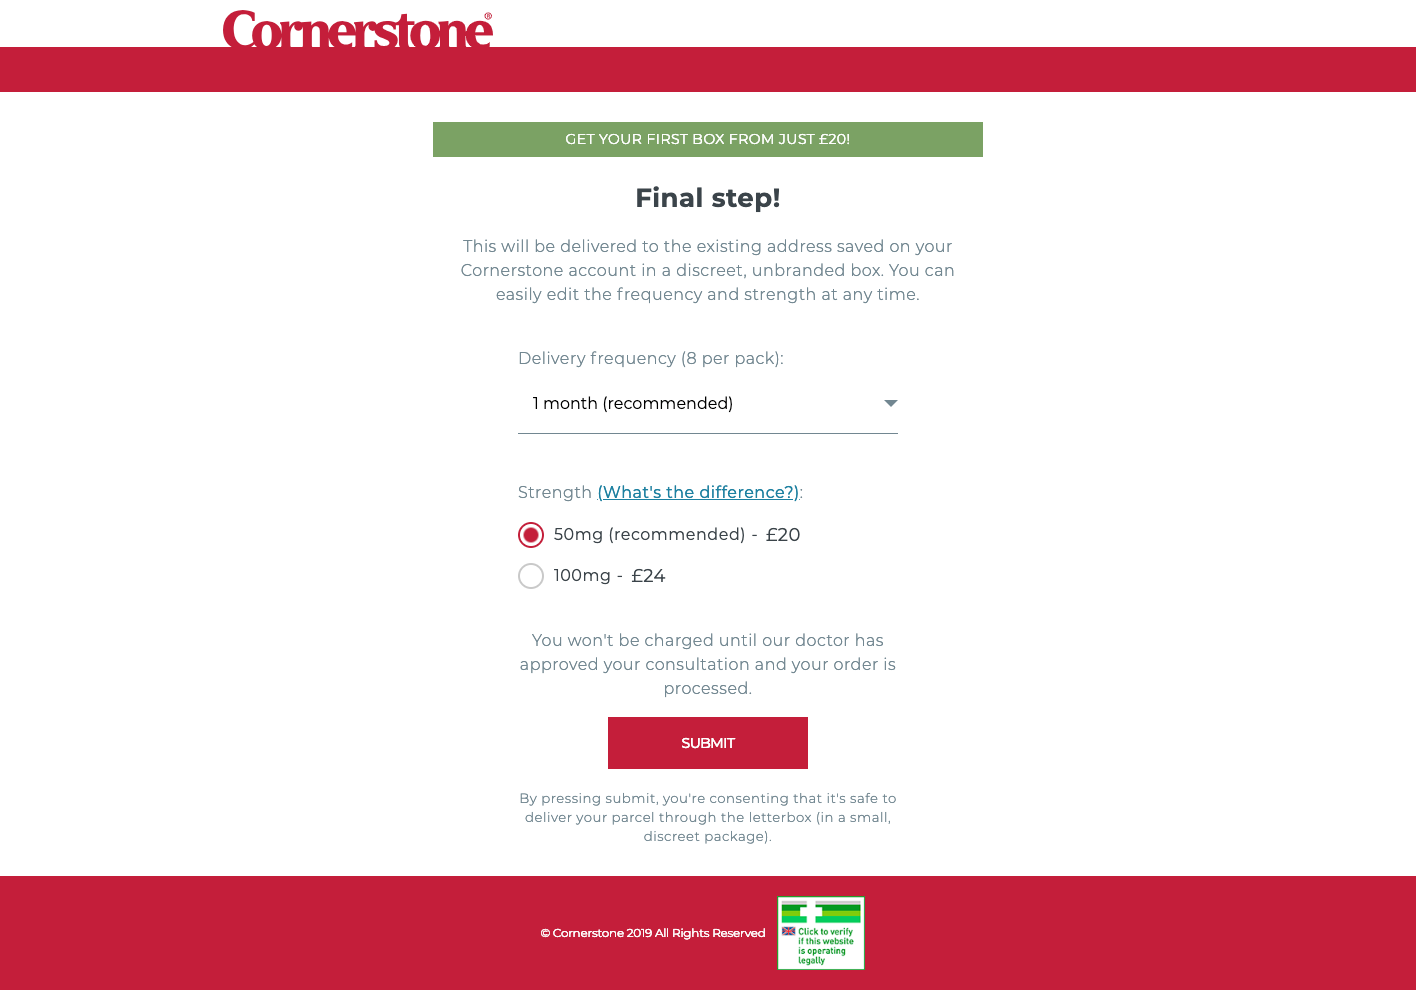 Cornerstone®
GET YOUR FIRST BOX FROM JUST £20!
Final step!
This will be delivered to the existing address saved on your
Cornerstone account in a discreet, unbranded box. You can
easily edit the frequency and strength at any time.
Delivery frequency (8 per pack):
1 month (recommended)
Strength (What's the difference?):
50mg (recommended) - £20
100mg - £24
You won't be charged until our doctor has
approved your consultation and your order is
processed.
SUBMIT
By pressing submit, you're consenting that it's safe to
deliver your parcel through the letterbox (in a small,
discreet package).
© Cornerstone 2019 All Rights Reserved
Click to verify
if this website
is operating
legally